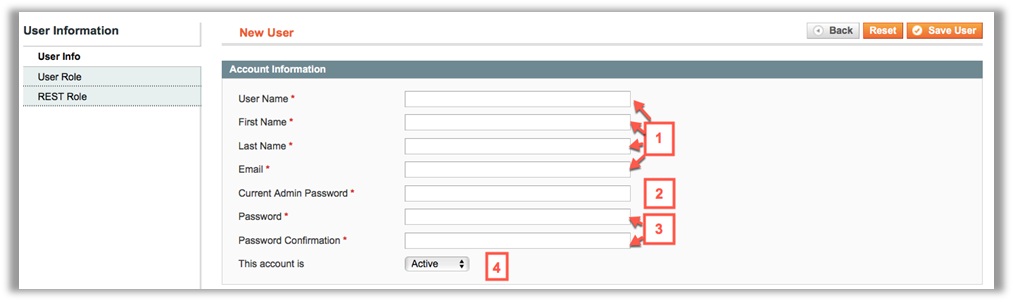 User Information
User Info
User Role
REST Role
New User
Back
Reset
Save User
Account Information
User Name *
First Name *
Last Name *
Email *
Current Admin Password *
Password *
Password Confirmation *
This account is
Active
1
2
3
4